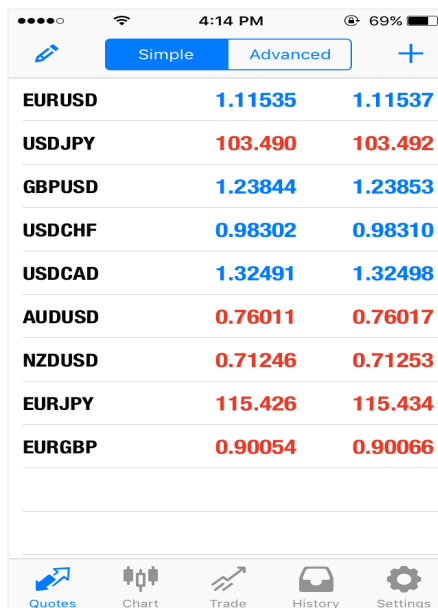 4:14 PM 69%
Simple Advanced
EURUSD 1.11535 1.11537
USDJPY 103.490 103.492
GBPUSD 1.23844 1.23853
USDCHF 0.98302 0.98310
USDCAD 1.32491 1.32498
AUDUSD 0.76011 0.76017
NZDUSD 0.71246 0.71253
EURJPY 115.426 115.434
EURGBP 0.90054 0.90066
Quotes Chart Trade History Settings